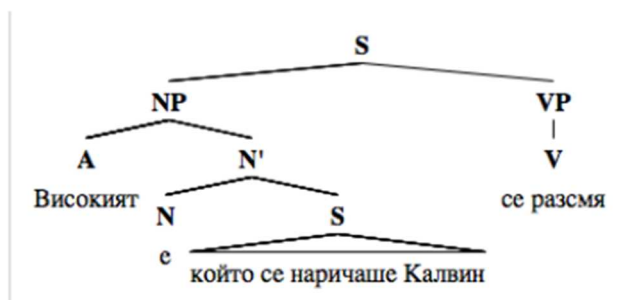 S
NP VP
A N' V
Високият N S се разсмя
е който се наричаше Калвин